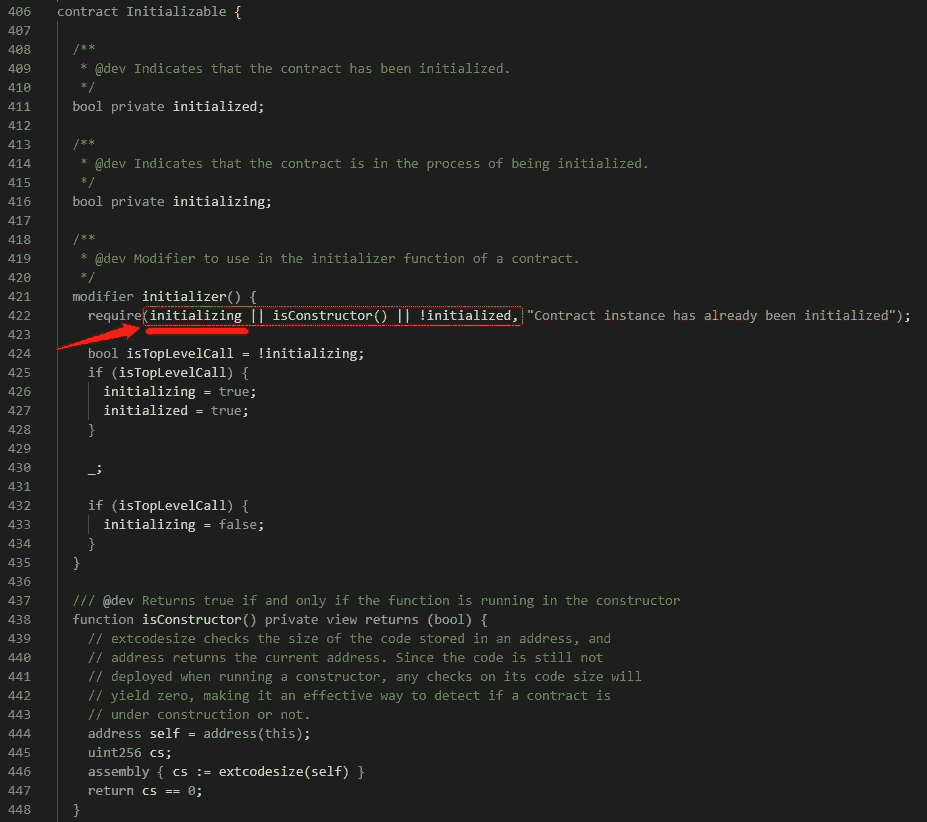 406 contract Initializable {
407
408 /**
409 * @dev Indicates that the contract has been initialized.
410 */
411 bool private initialized;
412
413 /**
414 * @dev Indicates that the contract is in the process of being initialized.
415 */
416 bool private initializing;
417
418 /**
419 * @dev Modifier to use in the initializer function of a contract.
420 */
421 modifier initializer() {
422 require(initializing || isConstructor() || !initialized, "Contract instance has already been initialized");
423
424 bool isTopLevelCall = !initializing;
425 if (isTopLevelCall) {
426 initializing = true;
427 initialized = true;
428 }
429
430 _;
431
432 if (isTopLevelCall) {
433 initializing = false;
434 }
435 }
436
437 /// @dev Returns true if and only if the function is running in the constructor
438 function isConstructor() private view returns (bool) {
439 // extcodesize checks the size of the code stored in an address, and
440 // address returns the current address. Since the code is still not
441 // deployed when running a constructor, any checks on its code size will
442 // yield zero, making it an effective way to detect if a contract is
443 // under construction or not.
444 address self = address(this);
445 uint256 cs;
446 assembly { cs := extcodesize(self) }
447 return cs == 0;
448 }